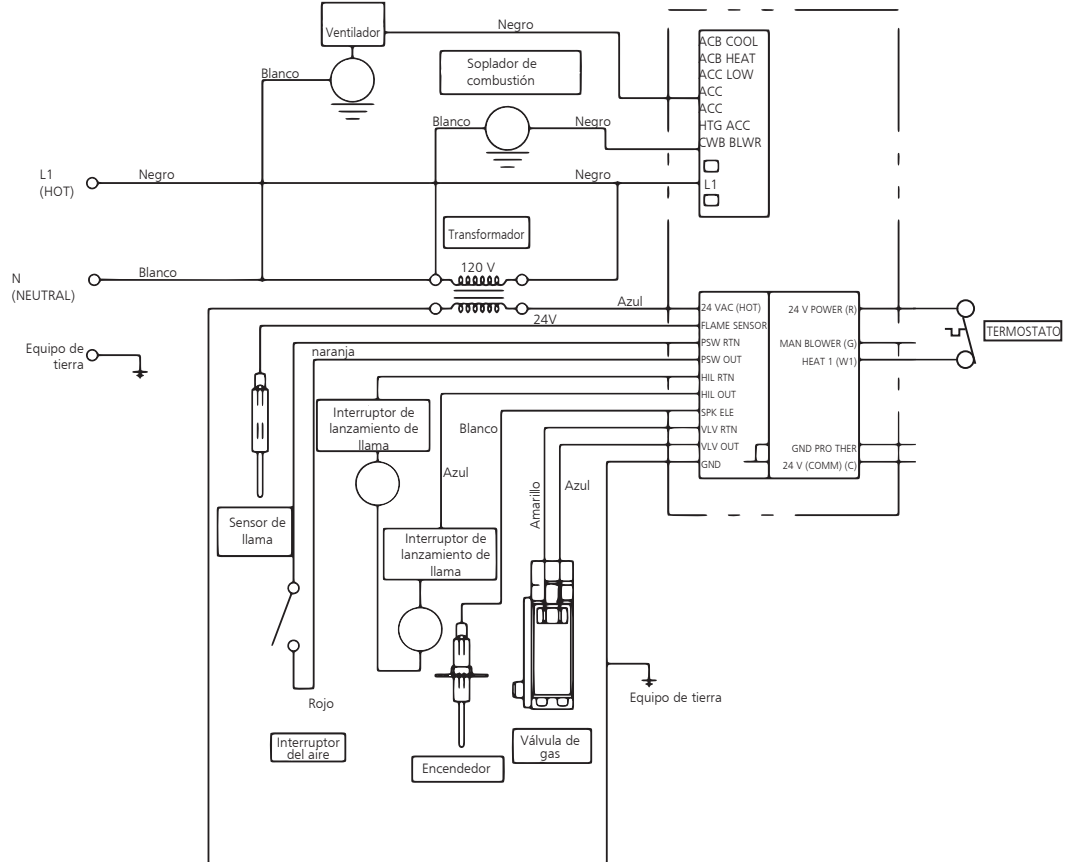 Ventilador
Negro
Blanco
Soplador de
combustión
Blanco
Negro
ACB COOL
ACB HEAT
ACC LOW
ACC
ACC
HTG ACC
CWB BLWR
L1
L1
(HOT)
Negro
Negro
Transformador
120 V
N
(NEUTRAL)
Blanco
Azul
24V
24 VAC (HOT)
FLAME SENSOR
PSW RTN
PSW OUT
HIL RTN
HIL OUT
SPK ELE
VLV RTN
VLV OUT
GND
24 V POWER (R)
MAN BLOWER (G)
HEAT 1 (W1)
GND PRO THER
24 V (COMM) (C)
TERMOSTATO
Equipo de
tierra
naranja
Interruptor de
lanzamiento de
llama
Blanco
Azul
Amarillo
Azul
Sensor de
llama
Interruptor de
lanzamiento de
llama
Rojo
Equipo de tierra
Interruptor
del aire
Encendedor
Válvula de
gas